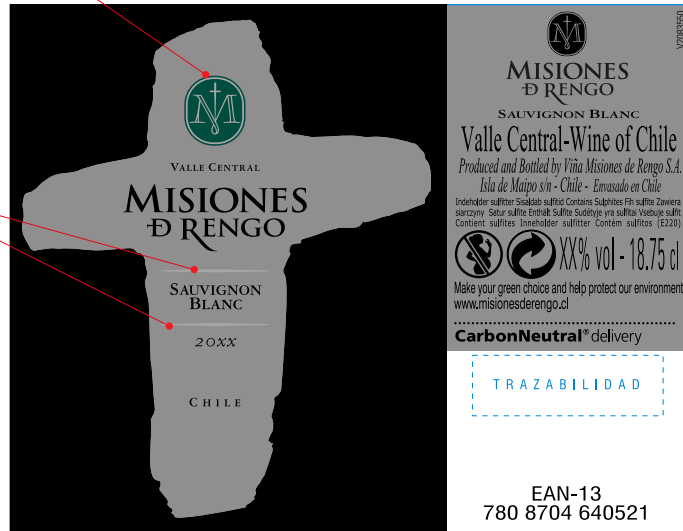 M
VALLE CENTRAL
MISIONES
Đ RENGO
SAUVIGNON
BLANC
20XX
CHILE
V2083550
M
MISIONES
Đ RENGO
SAUVIGNON BLANC
Valle Central-Wine of Chile
Produced and Bottled by Viña Misiones de Rengo S.A.
Isla de Maipo s/n - Chile - Envasado en Chile
Indeholder sulfitter Sisaldab sulfitid Contains Sulphites Fih sulfite Zawiera
siarczyny Satur sulfite Enthält Sulfite Sudėtyje yra sulfitai Vsebuje sulfit
Contient sulfites Inneholder sulfitter Contém sulfitos (E220)
XX% vol - 18.75 cl
Make your green choice and help protect our environment
www.misionesderengo.cl
CarbonNeutral® delivery
TRAZABILIDAD
EAN-13
780 8704 640521